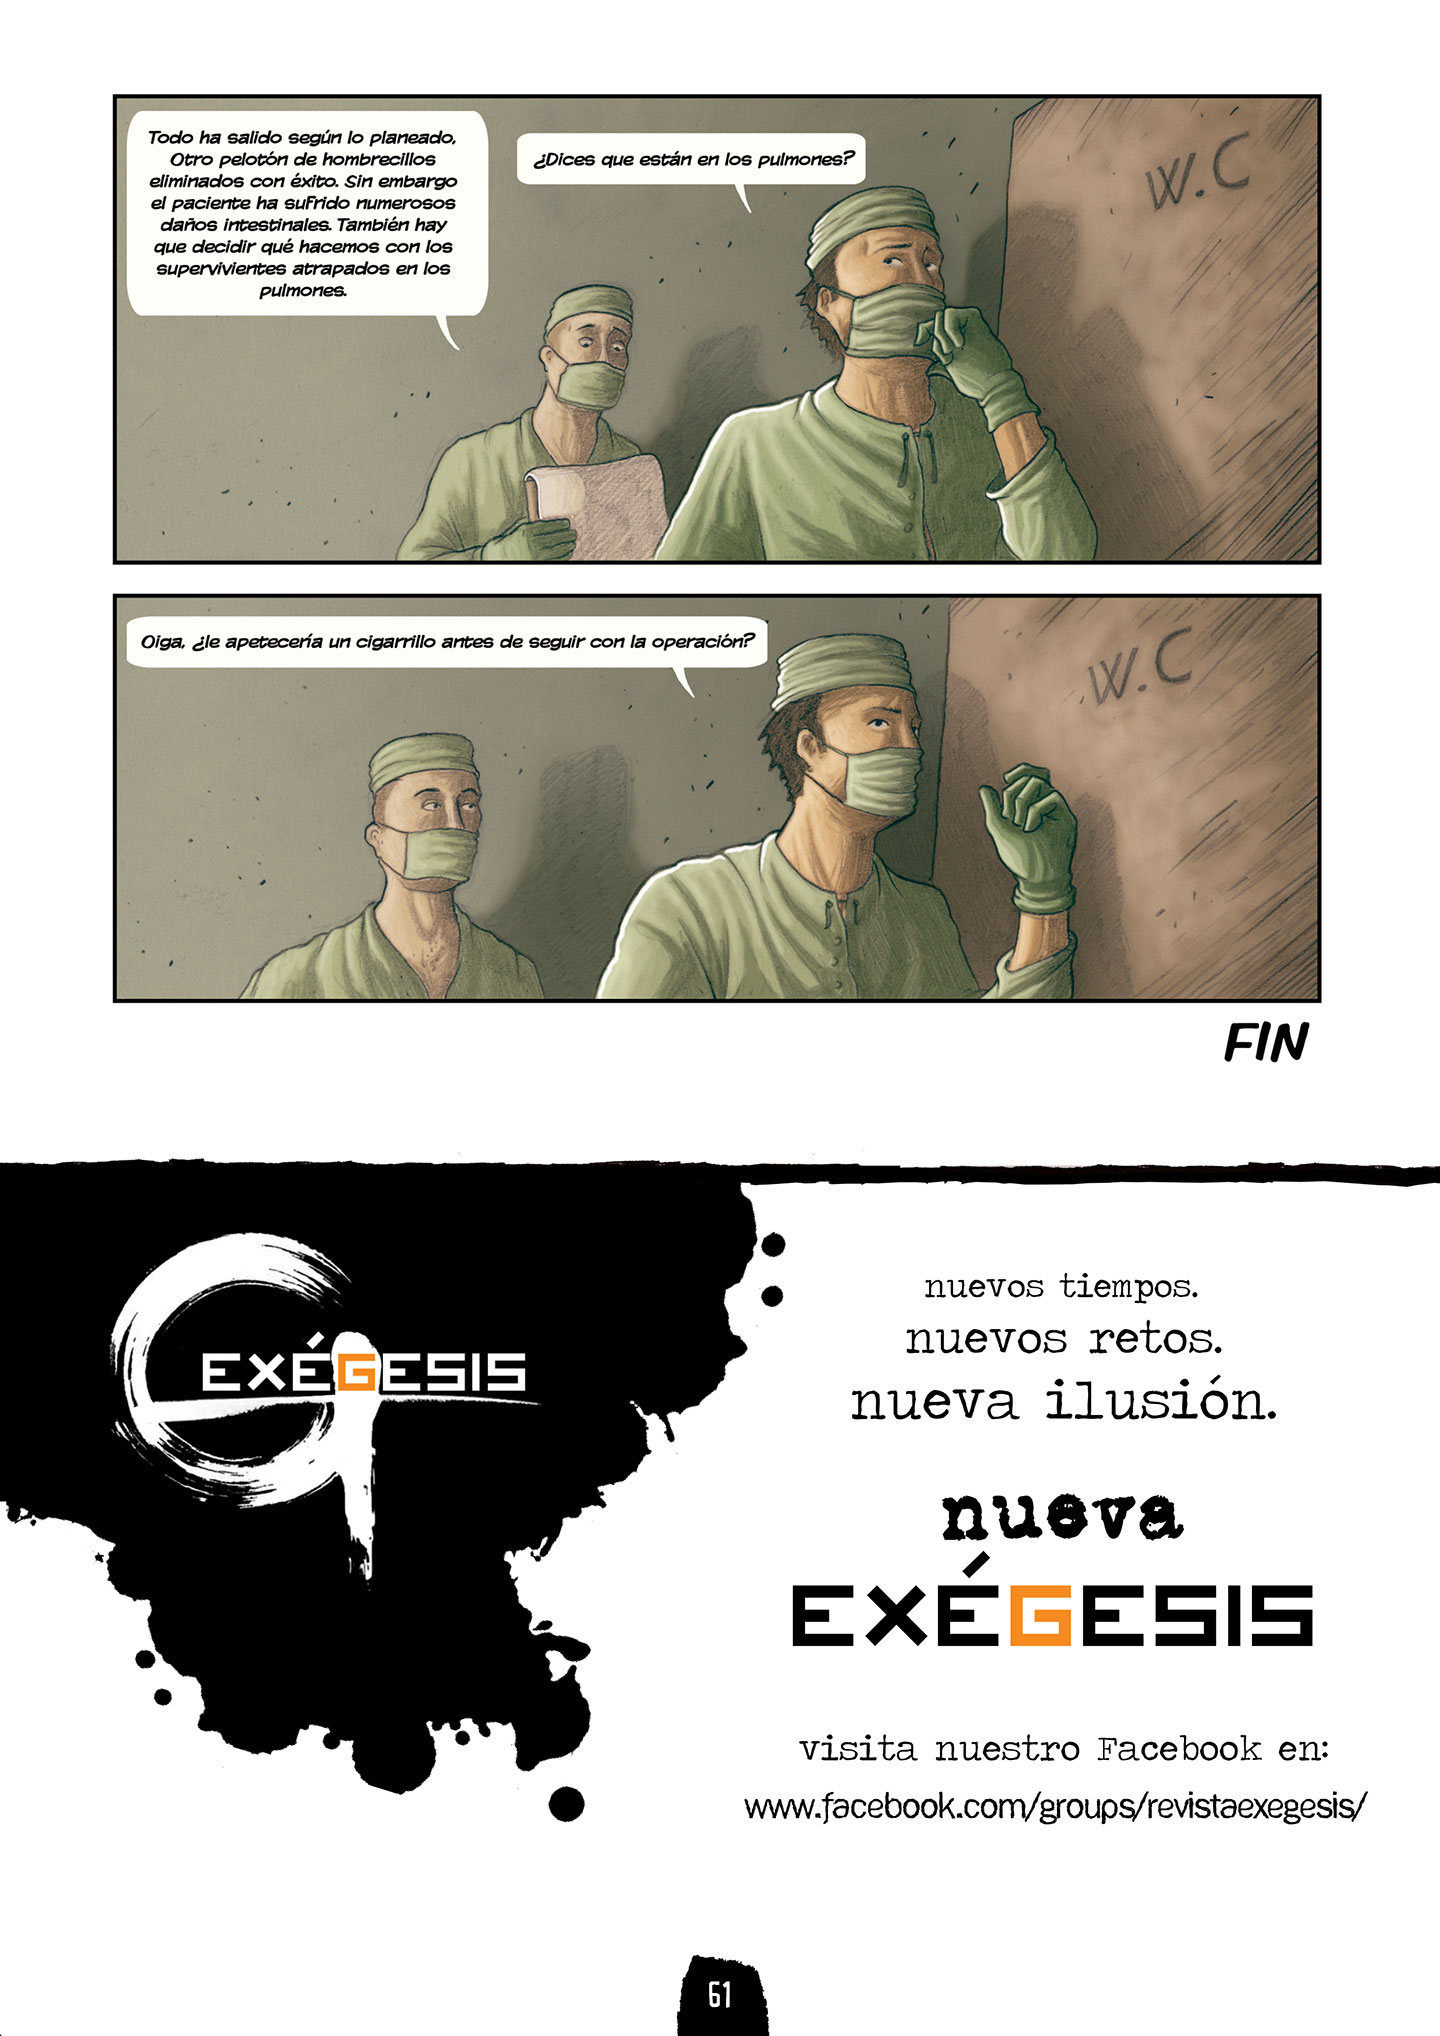 Todo ha salido según lo planeado,
Otro pelotón de hombrecillos
eliminados con éxito. Sin embargo
el paciente ha sufrido numerosos
daños intestinales. También hay
que decidir qué hacemos con los
supervivientes atrapados en los
pulmones.
¿Dices que están en los pulmones?
W.C
Oiga, ¿le apetecería un cigarrillo antes de seguir con la operación?
W.C
FIN
EXÉGESIS
nuevos tiempos.
nuevos retos.
nueva ilusión.
nueva
EXÉGESIS
visita nuestro Facebook en:
www.facebook.com/groups/revistaexegesis/
61